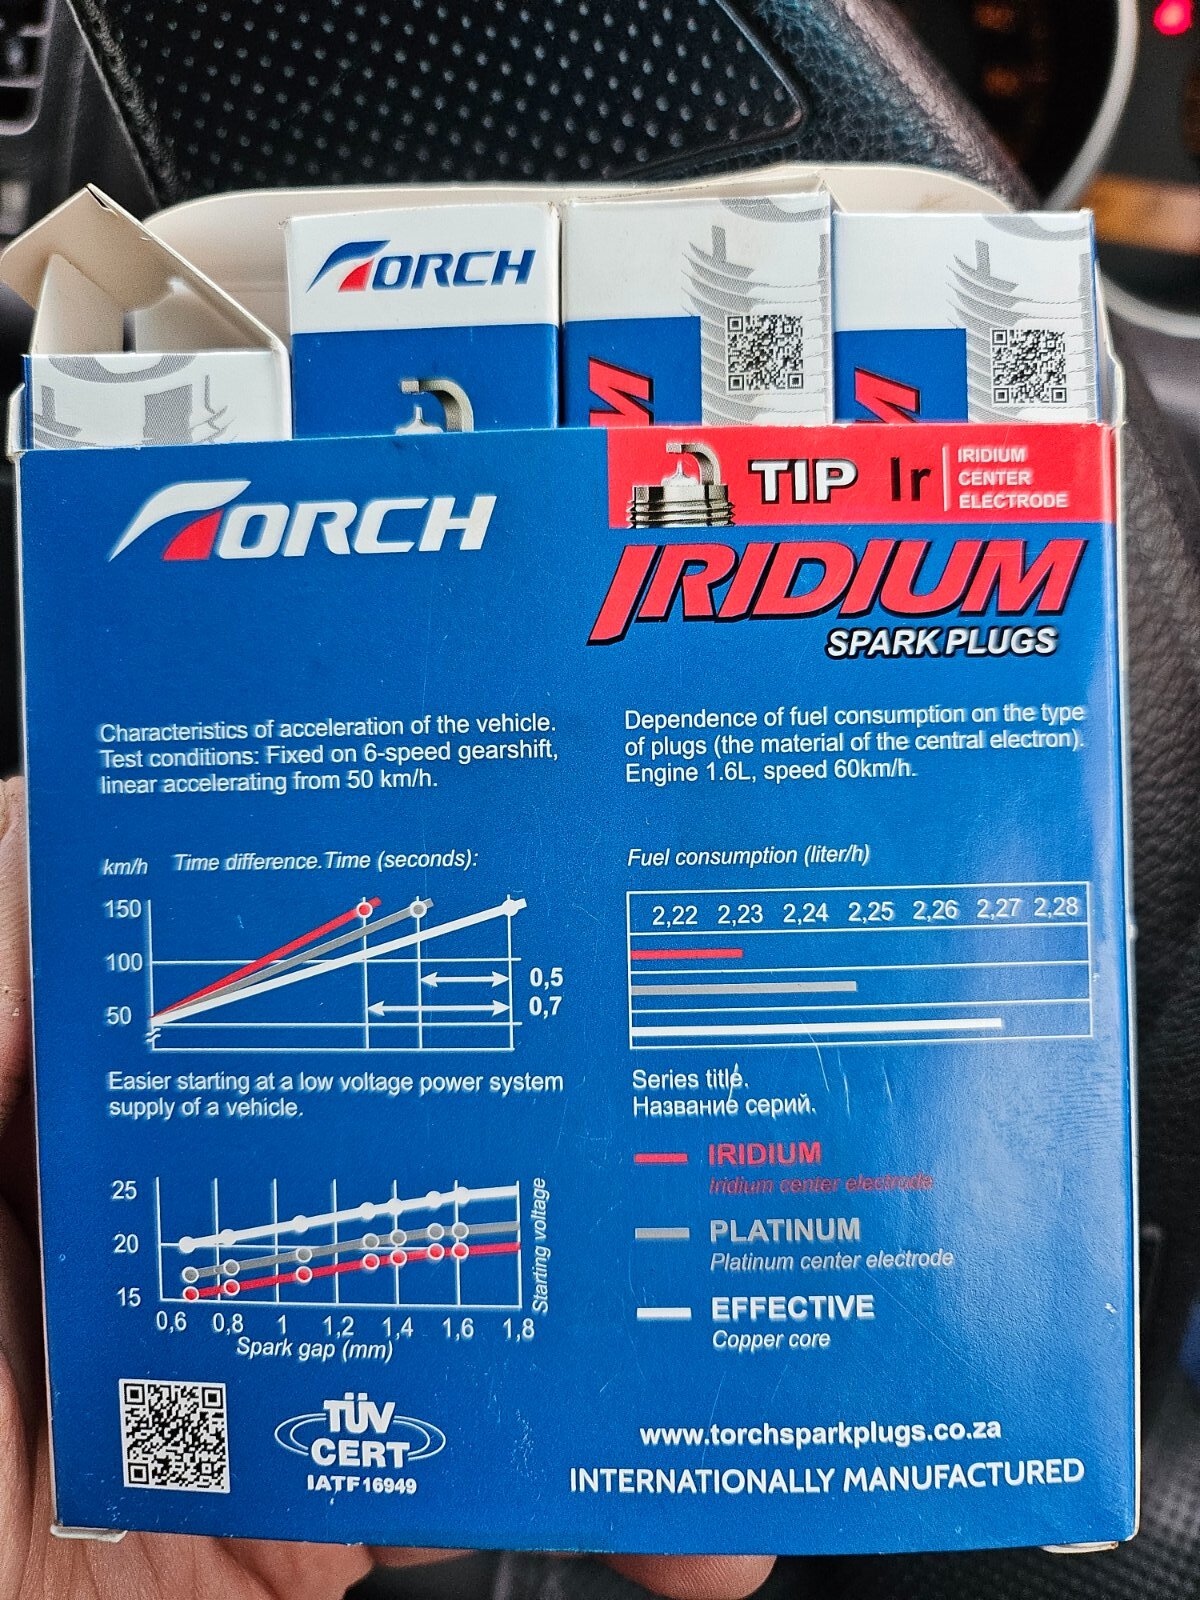 TORCH
TORCH
TIP Ir
IRIDIUM
CENTER
ELECTRODE
IRIDIUM
SPARK PLUGS
Characteristics of acceleration of the vehicle.
Test conditions: Fixed on 6-speed gearshift,
linear accelerating from 50 km/h.
km/h Time difference.Time (seconds):
150
100
50
0,5
0,7
Dependence of fuel consumption on the type
of plugs (the material of the central electron).
Engine 1.6L, speed 60km/h.
Fuel consumption (liter/h)
2,22 2,23 2,24 2,25 2,26 2,27 2,28
Easier starting at a low voltage power system
supply of a vehicle.
25
20
15
0,6 0,8 1 1,2 1,4 1,6 1,8
Spark gap (mm)
Starting voltage
Series title.
Название серий.
IRIDIUM
Iridium center electrode
PLATINUM
Platinum center electrode
EFFECTIVE
Copper core
TÜV
CERT
IATF16949
www.torchsparkplugs.co.za
INTERNATIONALLY MANUFACTURED